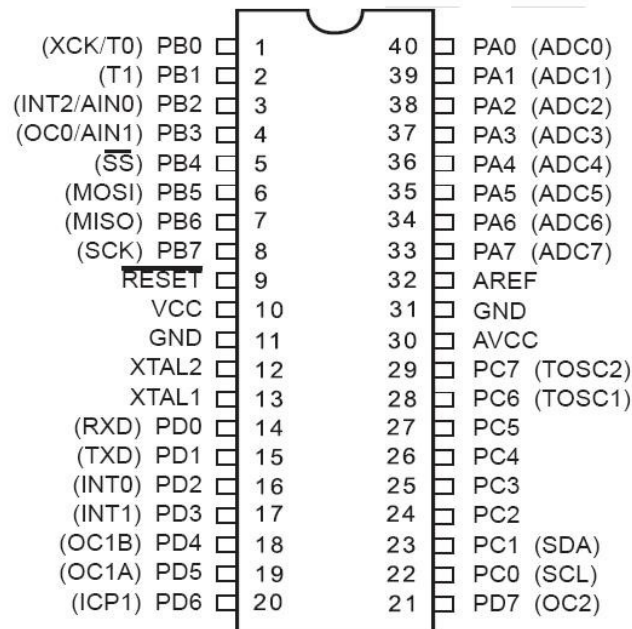 (XCK/T0) PB0 1 40 PA0 (ADC0)
(T1) PB1 2 39 PA1 (ADC1)
(INT2/AIN0) PB2 3 38 PA2 (ADC2)
(OC0/AIN1) PB3 4 37 PA3 (ADC3)
(SS) PB4 5 36 PA4 (ADC4)
(MOSI) PB5 6 35 PA5 (ADC5)
(MISO) PB6 7 34 PA6 (ADC6)
(SCK) PB7 8 33 PA7 (ADC7)
RESET 9 32 AREF
VCC 10 31 GND
GND 11 30 AVCC
XTAL2 12 29 PC7 (TOSC2)
XTAL1 13 28 PC6 (TOSC1)
(RXD) PD0 14 27 PC5
(TXD) PD1 15 26 PC4
(INT0) PD2 16 25 PC3
(INT1) PD3 17 24 PC2
(OC1B) PD4 18 23 PC1 (SDA)
(OC1A) PD5 19 22 PC0 (SCL)
(ICP1) PD6 20 21 PD7 (OC2)